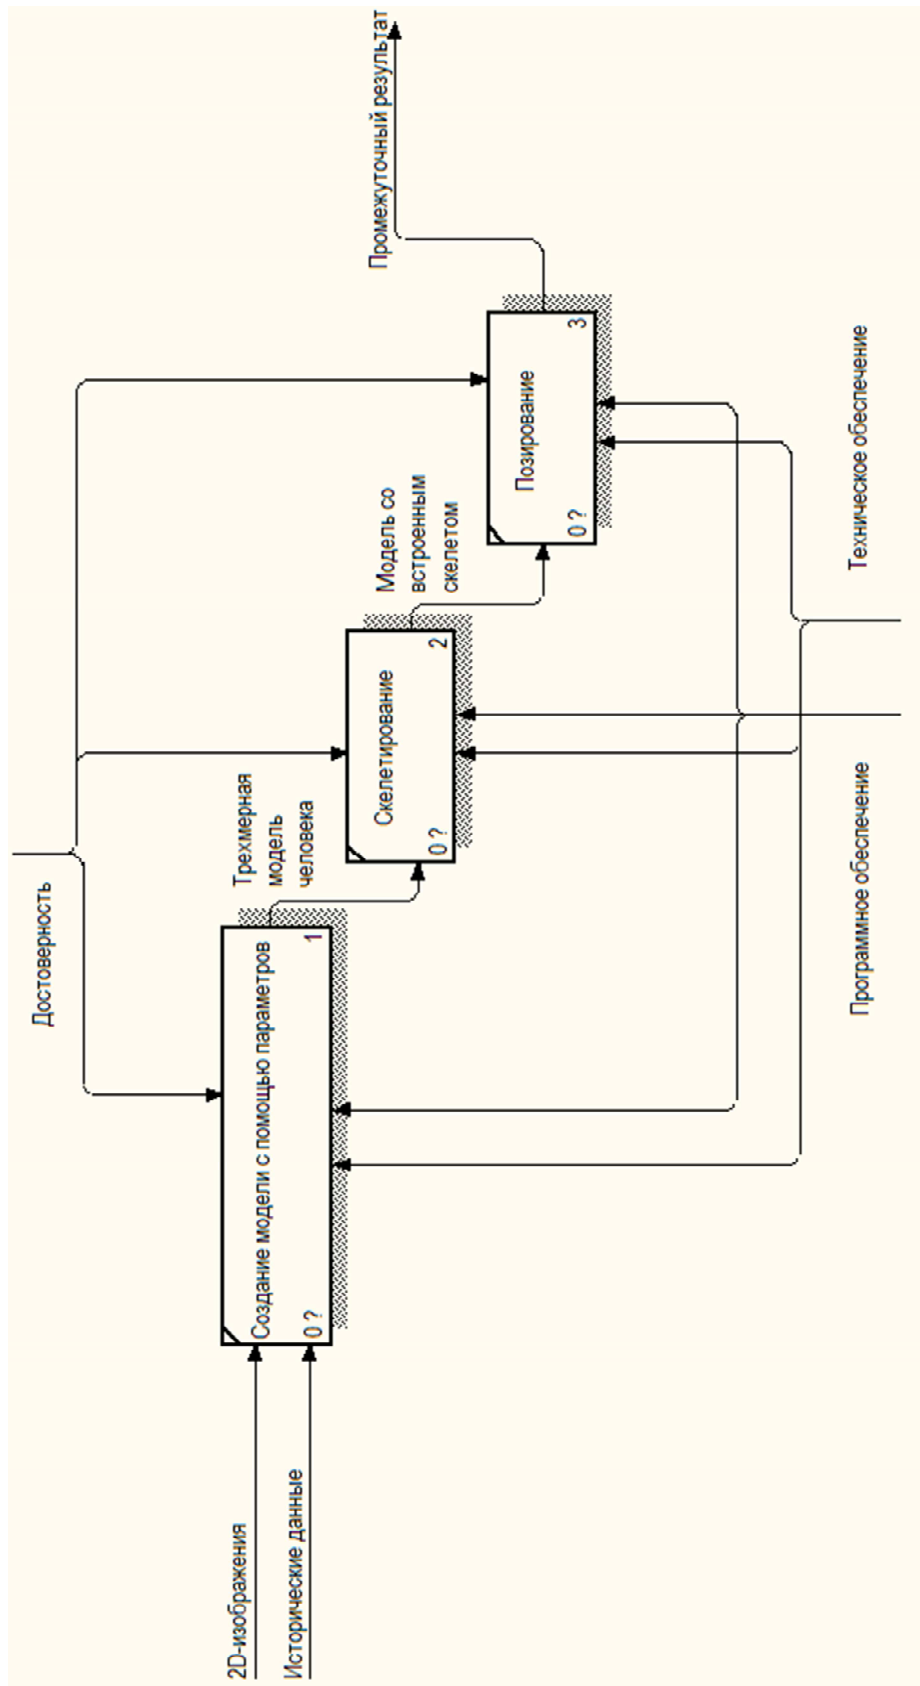 Достоверность
2D-изображения
Исторические данные
Создание модели с помощью параметров
0 ?
1
Трехмерная
модель
человека
Скелетирование
0 ?
2
Модель со
встроенным
скелетом
Позирование
0 ?
3
Промежуточный результат
Программное обеспечение
Техническое обеспечение